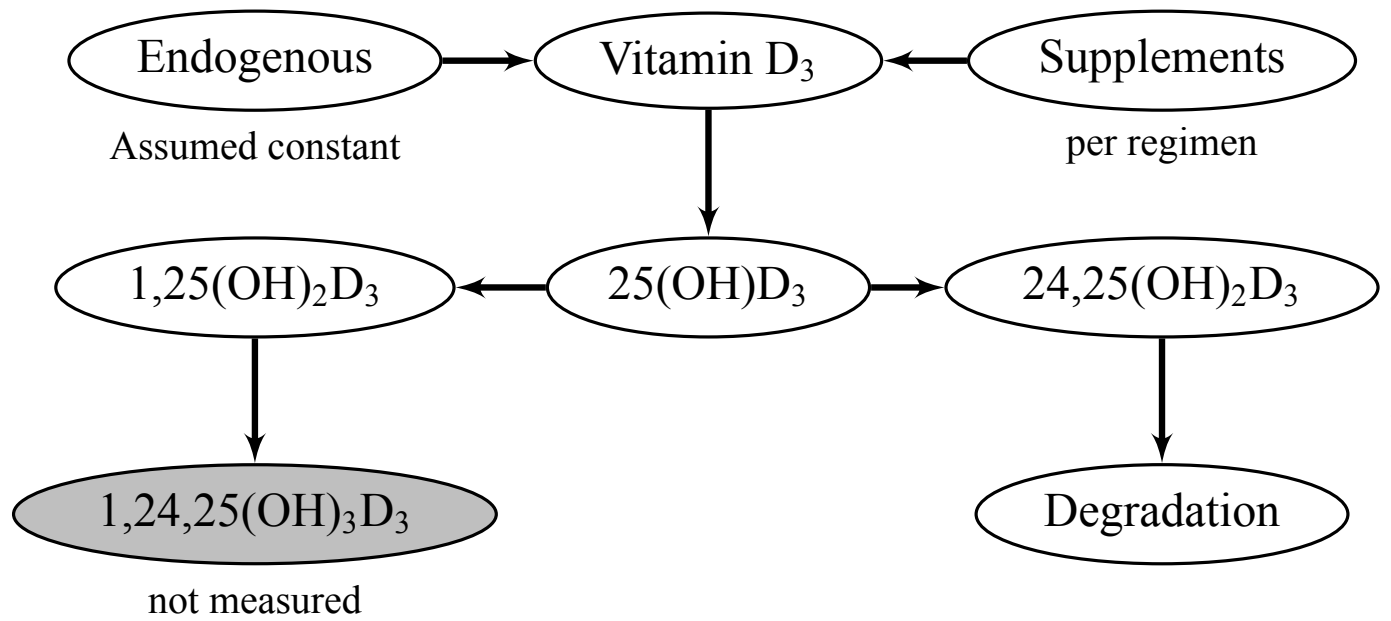 Endogenous
Vitamin D₃
Supplements
Assumed constant
per regimen
1,25(OH)₂D₃
25(OH)D₃
24,25(OH)₂D₃
1,24,25(OH)₃D₃
Degradation
not measured